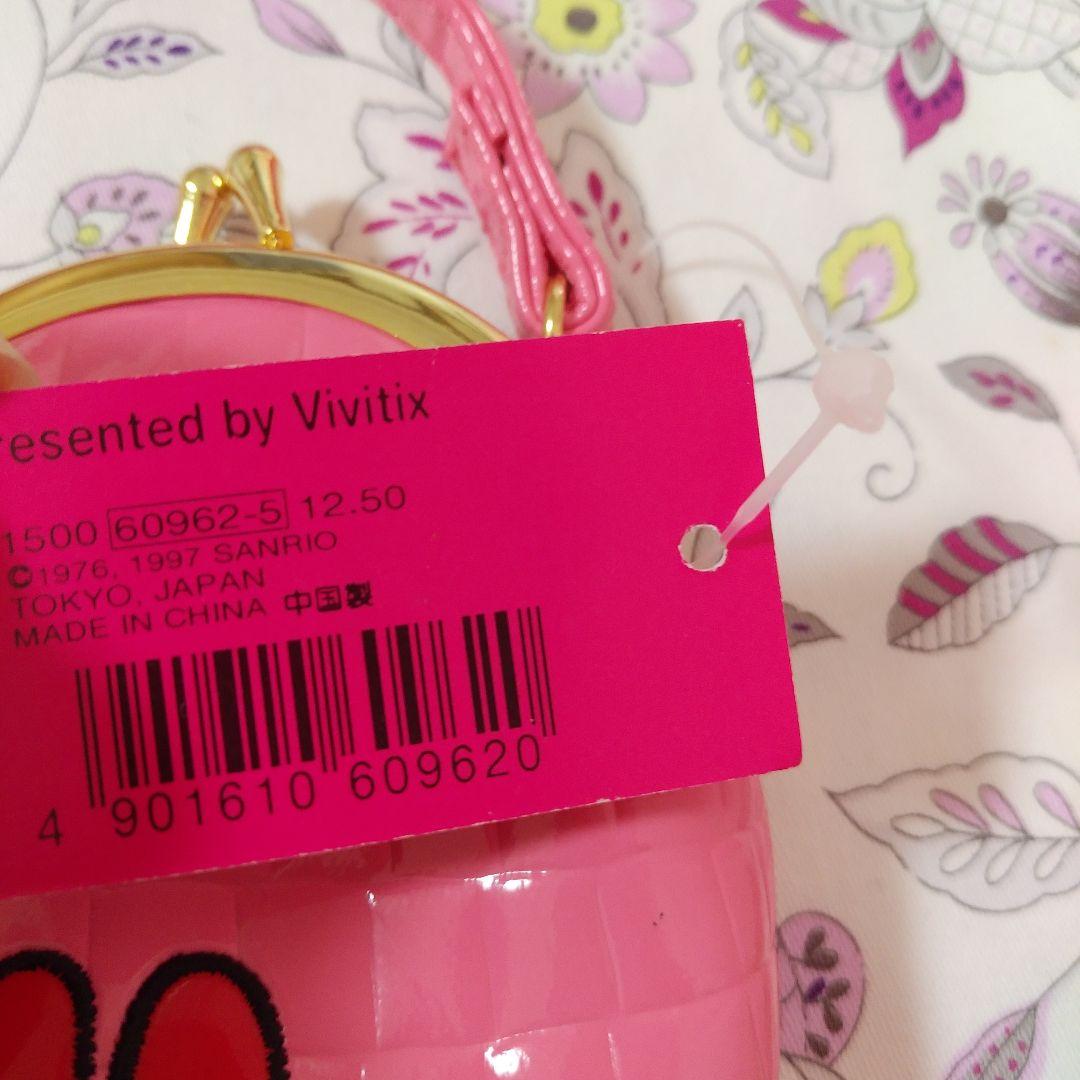 resented by Vivitix
1500 60962-5 12.50
©1976, 1997 SANRIO
TOKYO, JAPAN
MADE IN CHINA 中国製
4 901610 609620